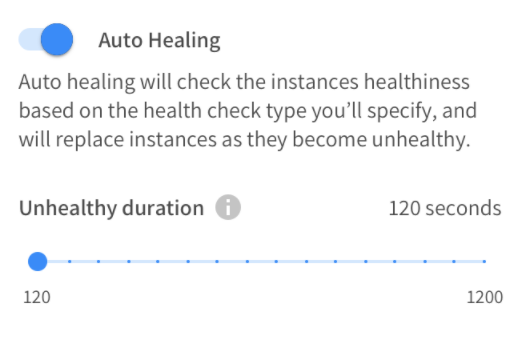 Auto Healing
Auto healing will check the instances healthiness
based on the health check type you’ll specify, and
will replace instances as they become unhealthy.
Unhealthy duration i 120 seconds
120 1200